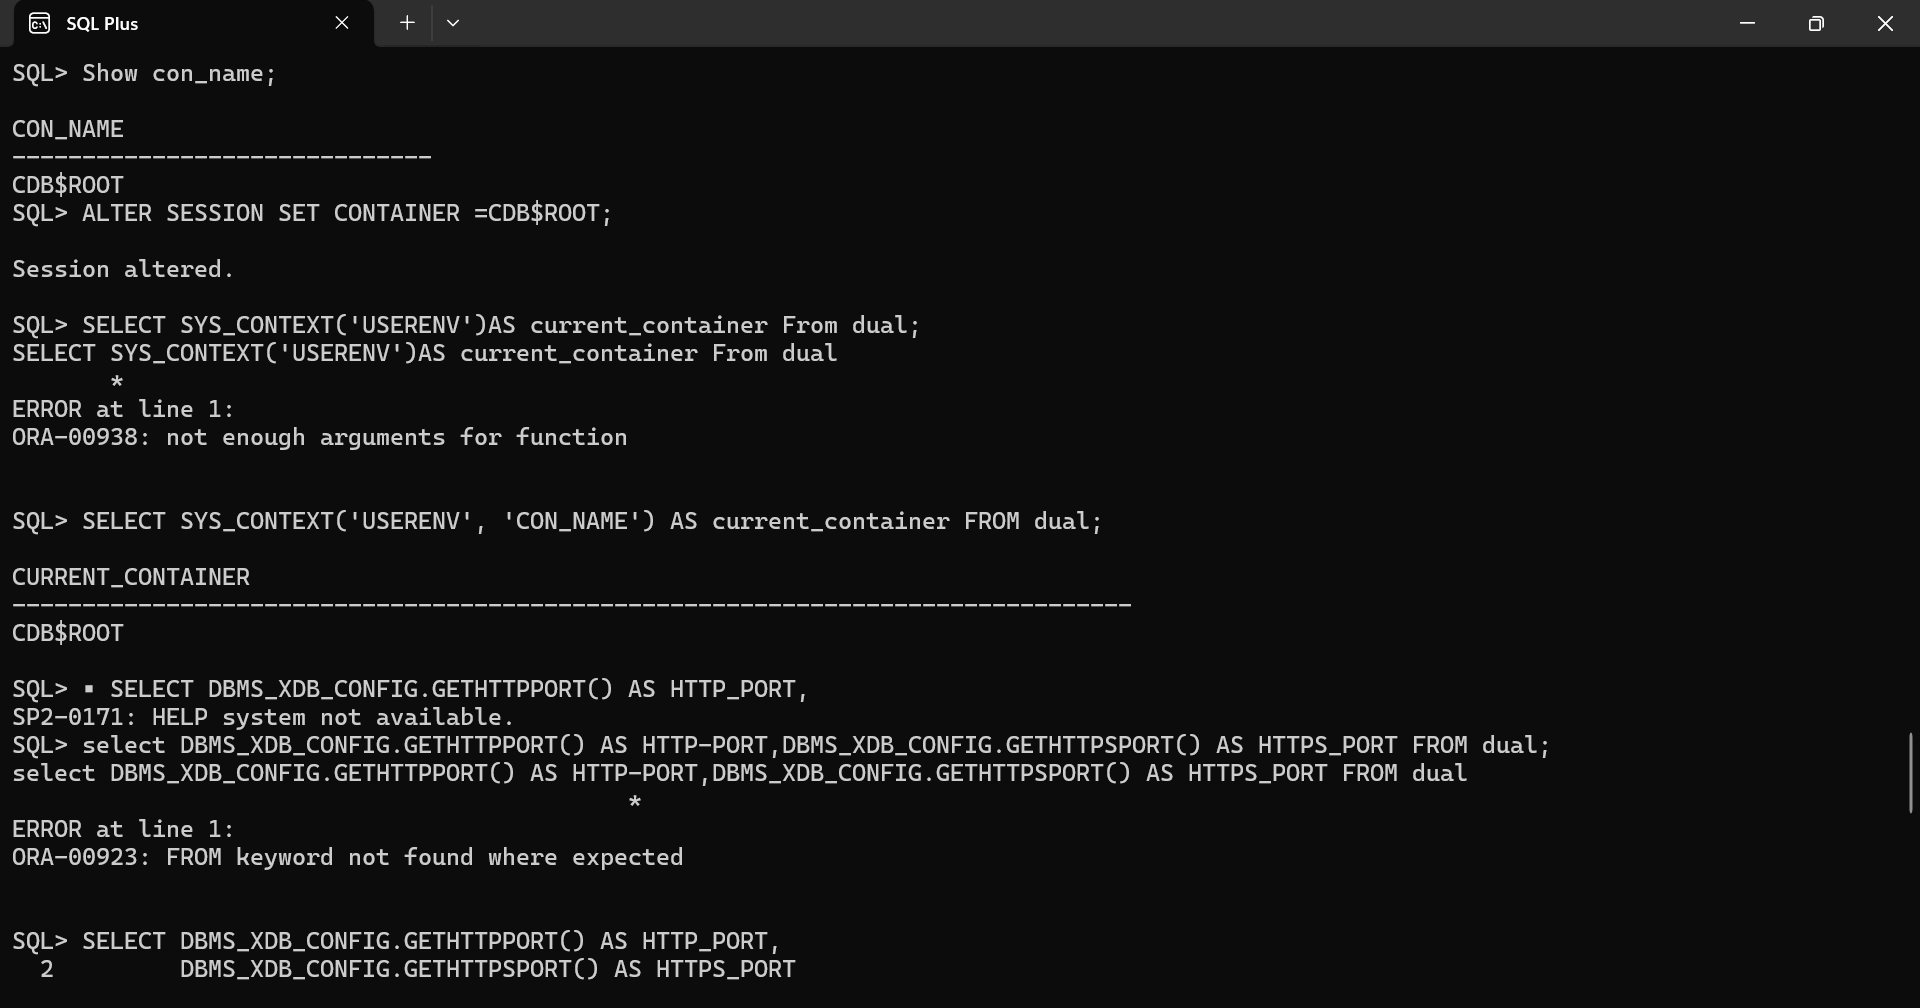 SQL Plus
SQL> Show con_name;
CON_NAME
------------------------------
CDB$ROOT
SQL> ALTER SESSION SET CONTAINER =CDB$ROOT;
Session altered.
SQL> SELECT SYS_CONTEXT('USERENV')AS current_container From dual;
SELECT SYS_CONTEXT('USERENV')AS current_container From dual
       *
ERROR at line 1:
ORA-00938: not enough arguments for function
SQL> SELECT SYS_CONTEXT('USERENV', 'CON_NAME') AS current_container FROM dual;
CURRENT_CONTAINER
--------------------------------------------------------------------------------
CDB$ROOT
SQL> ▪ SELECT DBMS_XDB_CONFIG.GETHTTPPORT() AS HTTP_PORT,
SP2-0171: HELP system not available.
SQL> select DBMS_XDB_CONFIG.GETHTTPPORT() AS HTTP-PORT,DBMS_XDB_CONFIG.GETHTTPSPORT() AS HTTPS_PORT FROM dual;
select DBMS_XDB_CONFIG.GETHTTPPORT() AS HTTP-PORT,DBMS_XDB_CONFIG.GETHTTPSPORT() AS HTTPS_PORT FROM dual
                                            *
ERROR at line 1:
ORA-00923: FROM keyword not found where expected
SQL> SELECT DBMS_XDB_CONFIG.GETHTTPPORT() AS HTTP_PORT,
  2         DBMS_XDB_CONFIG.GETHTTPSPORT() AS HTTPS_PORT